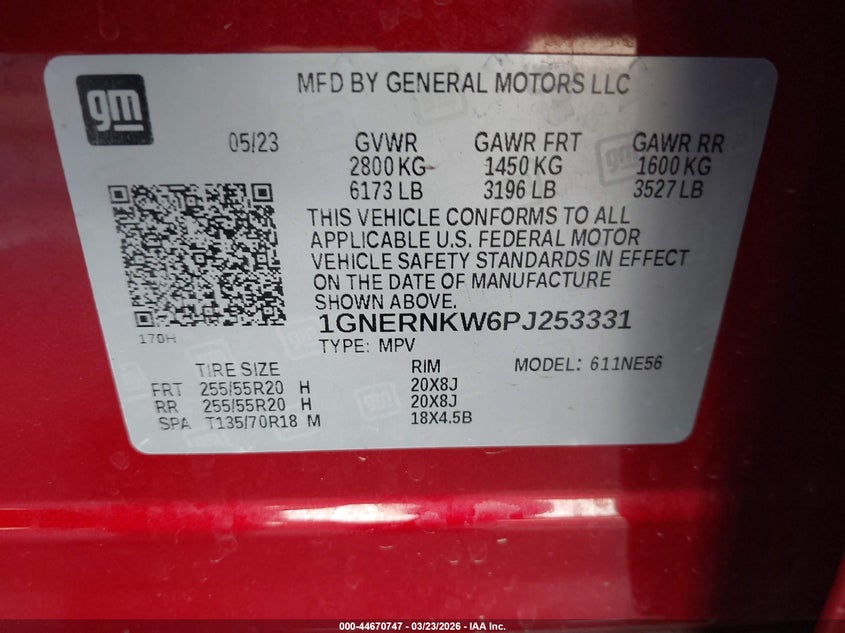 gm
MFD BY GENERAL MOTORS LLC
05/23 GVWR GAWR FRT GAWR RR
2800 KG 1450 KG 1600 KG
6173 LB 3196 LB 3527 LB
THIS VEHICLE CONFORMS TO ALL
APPLICABLE U.S. FEDERAL MOTOR
VEHICLE SAFETY STANDARDS IN EFFECT
ON THE DATE OF MANUFACTURE
SHOWN ABOVE.
1GNERNKW6PJ253331
170H
TYPE: MPV
TIRE SIZE RIM MODEL: 611NE56
FRT 255/55R20 H 20X8J
RR 255/55R20 H 20X8J
SPA T135/70R18 M 18X4.5B
000-44670747 - 03/23/2026 - IAA Inc.